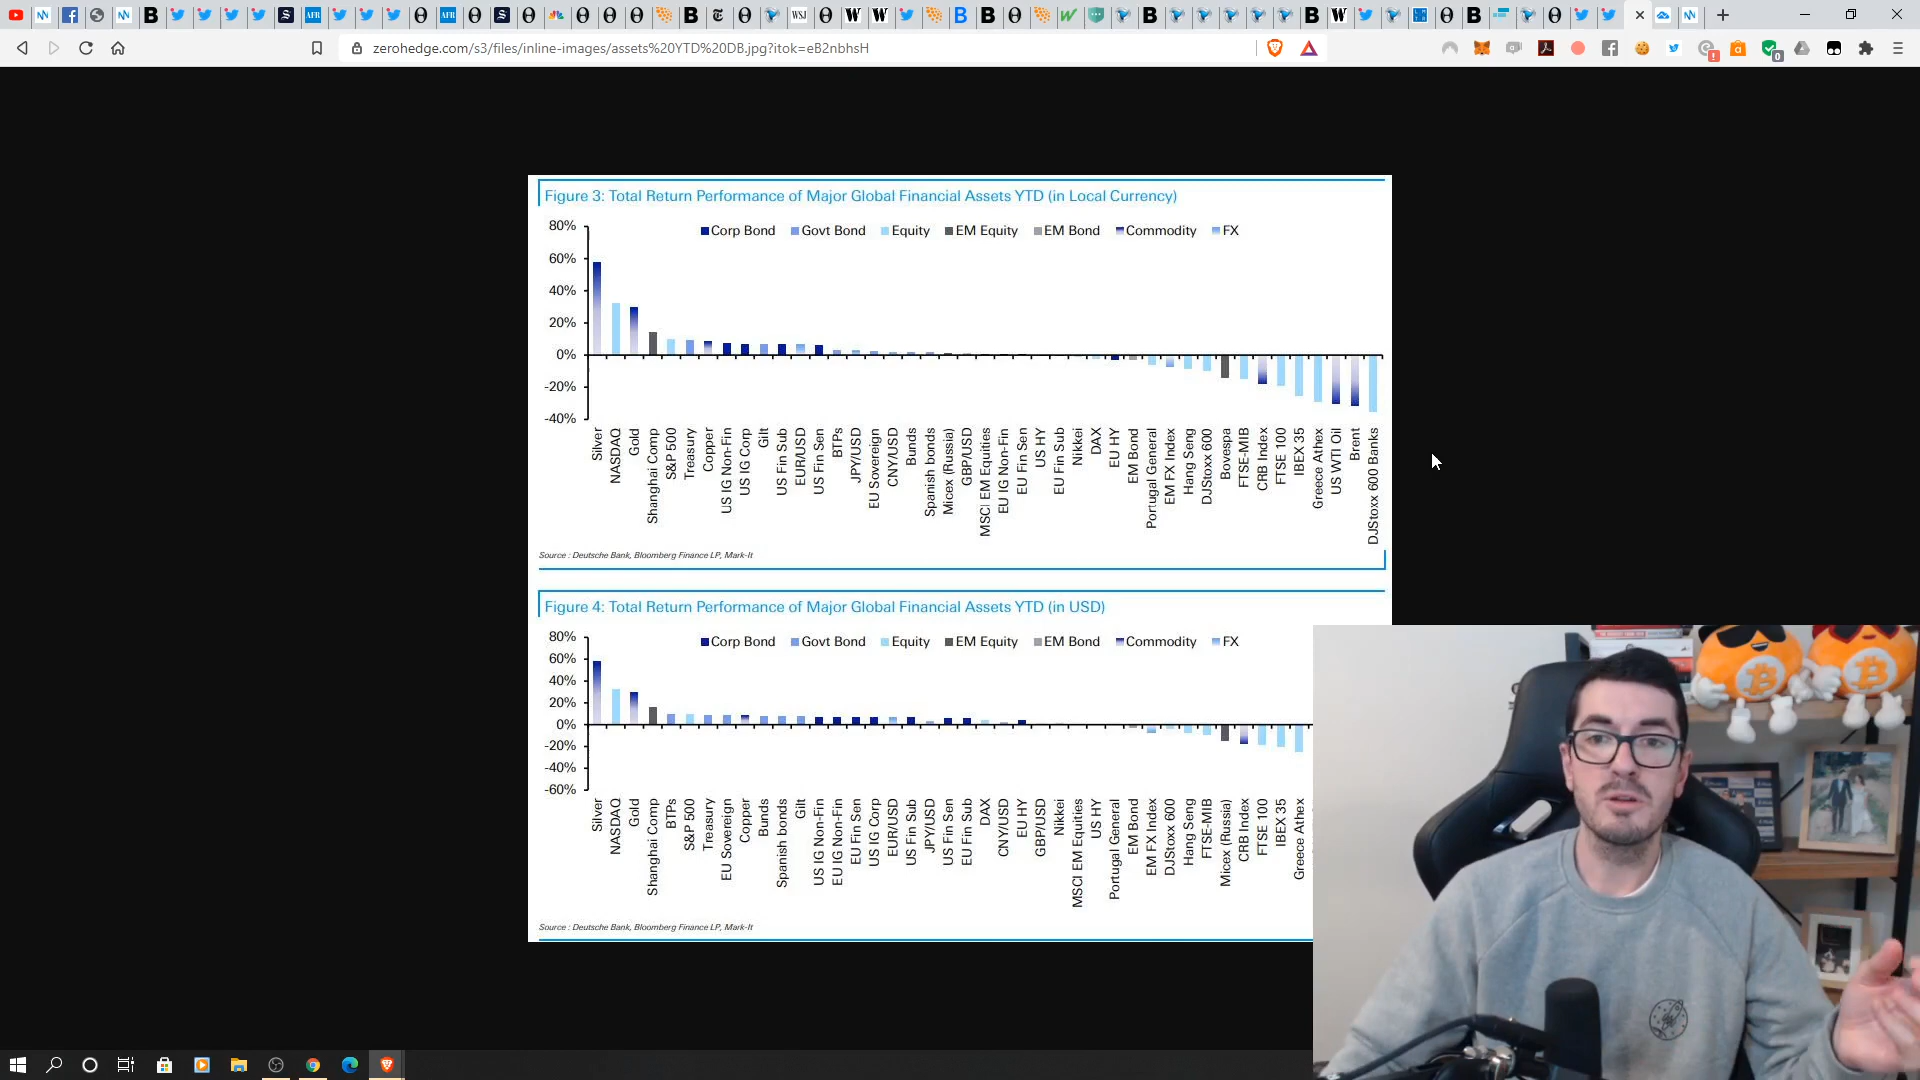 zerohedge.com/s3/files/inline-images/assets%20YTD%20DB.jpg?itok=eB2nbhsH
Figure 3: Total Return Performance of Major Global Financial Assets YTD (in Local Currency)
Corp Bond Govt Bond Equity EM Equity EM Bond Commodity FX
80%
60%
40%
20%
0%
-20%
-40%
Silver
NASDAQ
Gold
Shanghai Comp
S&P 500
Treasury
Copper
US IG Non-Fin
US IG Corp
Gilt
US Fin Sub
EUR/USD
US Fin Sen
BTPs
JPY/USD
EU Sovereign
CNY/USD
Bunds
Spanish bonds
Micex (Russia)
GBP/USD
MSCI EM Equities
EU IG Non-Fin
EU Fin Sen
US HY
EU Fin Sub
Nikkei
DAX
EU HY
EM Bond
Portugal General
EM FX Index
Hang Seng
DJStoxx 600
Bovespa
FTSE-MIB
CRB Index
FTSE 100
IBEX 35
Greece Athex
US WTI Oil
Brent
DJStoxx 600 Banks
Source : Deutsche Bank, Bloomberg Finance LP, Mark-It
Figure 4: Total Return Performance of Major Global Financial Assets YTD (in USD)
Corp Bond Govt Bond Equity EM Equity EM Bond Commodity FX
80%
60%
40%
20%
0%
-20%
-40%
-60%
Silver
NASDAQ
Gold
Shanghai Comp
BTPs
S&P 500
Treasury
EU Sovereign
Copper
Bunds
Spanish bonds
Gilt
US IG Non-Fin
EU IG Non-Fin
EU Fin Sen
US IG Corp
EUR/USD
US Fin Sub
JPY/USD
US Fin Sen
EU Fin Sub
DAX
CNY/USD
EU HY
GBP/USD
Nikkei
MSCI EM Equities
US HY
Portugal General
EM Bond
EM FX Index
DJStoxx 600
Hang Seng
FTSE-MIB
Micex (Russia)
CRB Index
FTSE 100
IBEX 35
Greece Athex
Source : Deutsche Bank, Bloomberg Finance LP, Mark-It